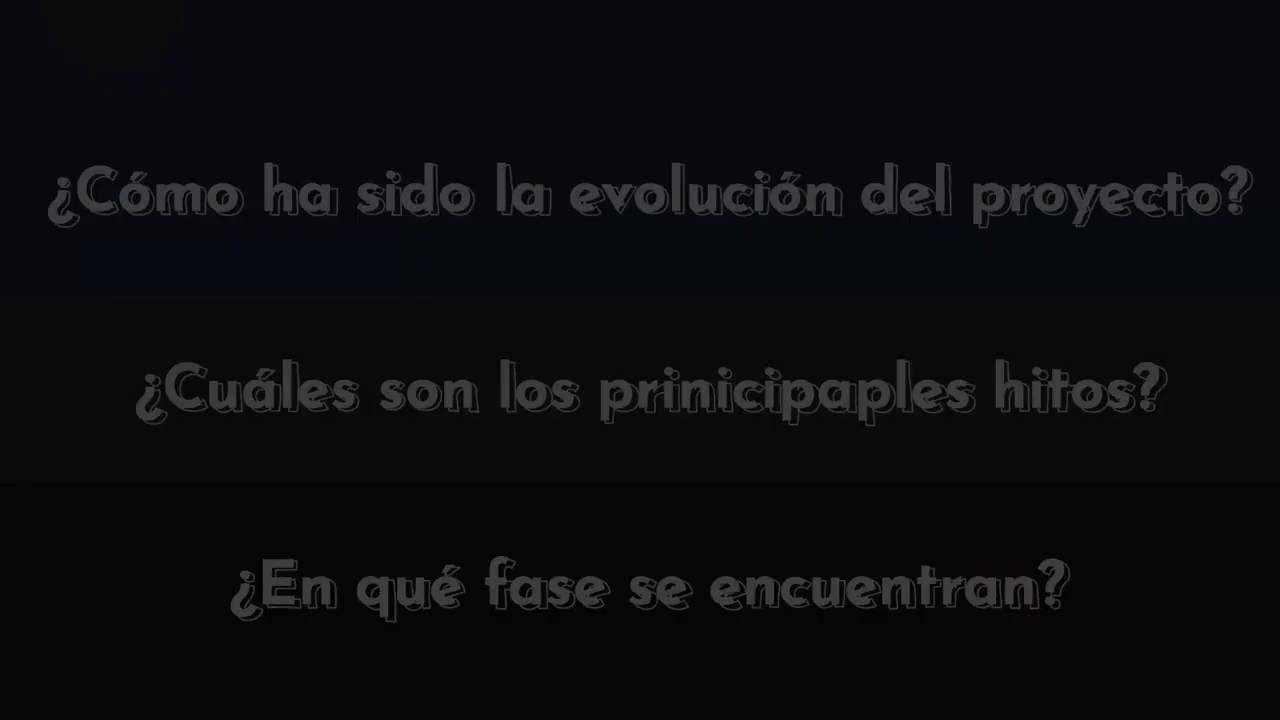 ¿Cómo ha sido la evolución del proyecto?
¿Cuáles son los prinicipaples hitos?
¿En qué fase se encuentran?